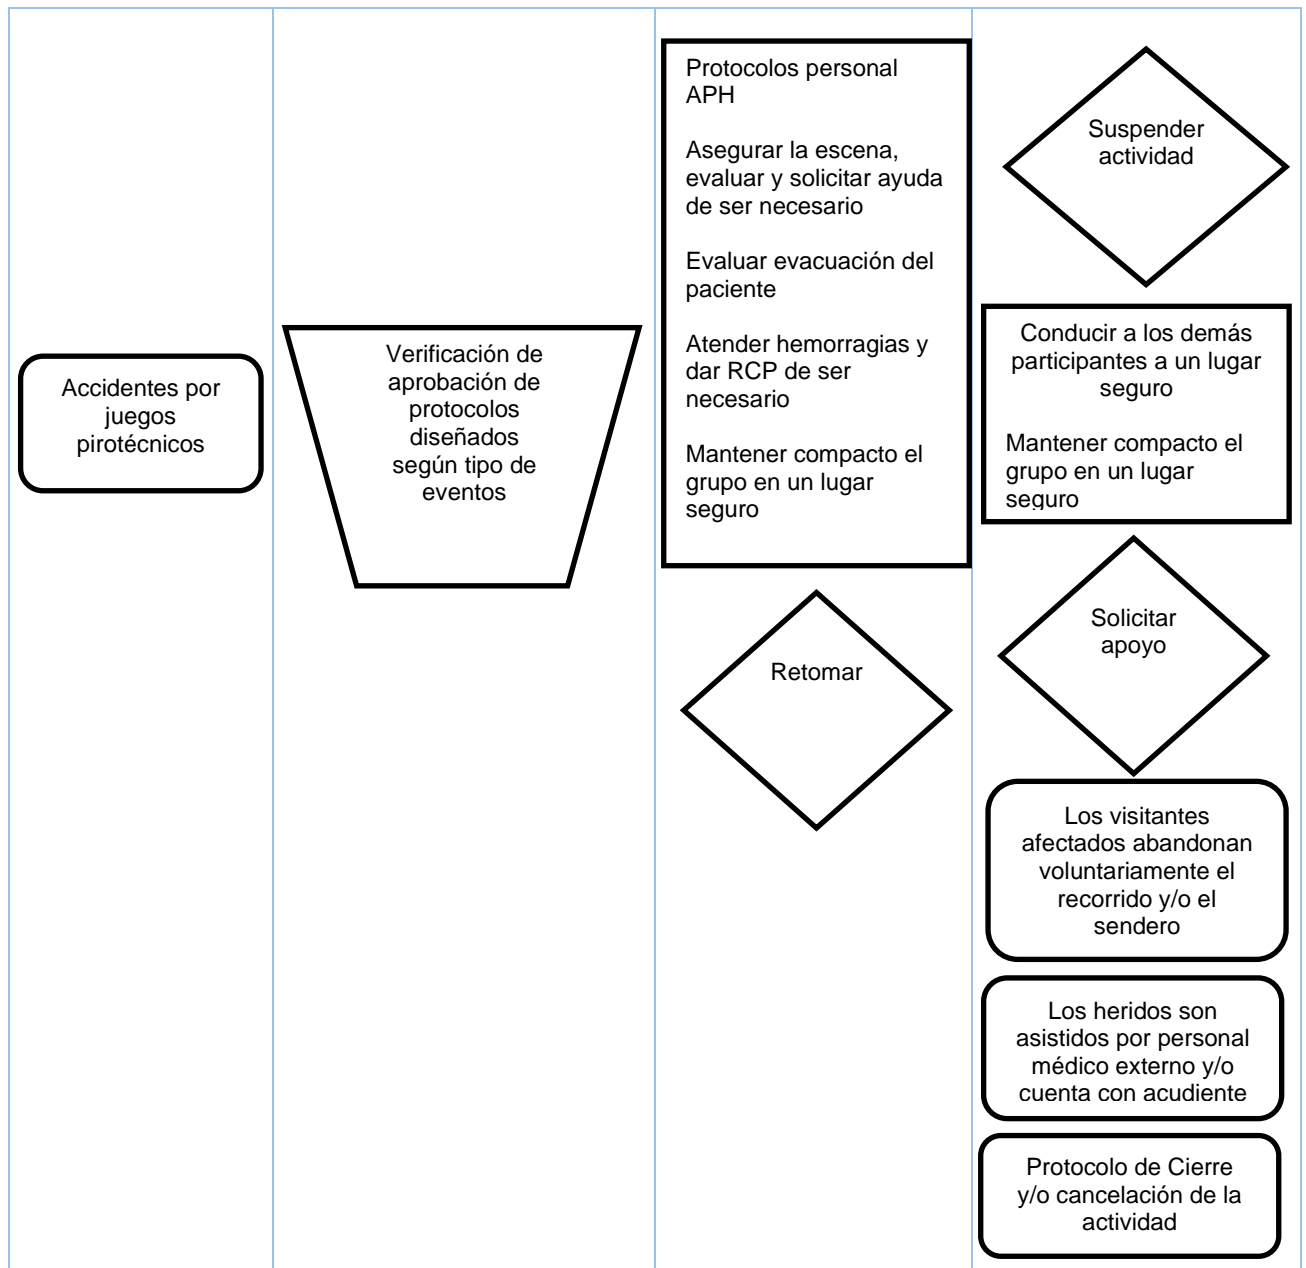 Accidentes por
juegos
pirotécnicos
Verificación de
aprobación de
protocolos
diseñados
según tipo de
eventos
Protocolos personal
APH
Asegurar la escena,
evaluar y solicitar ayuda
de ser necesario
Evaluar evacuación del
paciente
Atender hemorragias y
dar RCP de ser
necesario
Mantener compacto el
grupo en un lugar
seguro
Retomar
Suspender
actividad
Conducir a los demás
participantes a un lugar
seguro
Mantener compacto el
grupo en un lugar
seguro
Solicitar
apoyo
Los visitantes
afectados abandonan
voluntariamente el
recorrido y/o el
sendero
Los heridos son
asistidos por personal
médico externo y/o
cuenta con acudiente
Protocolo de Cierre
y/o cancelación de la
actividad